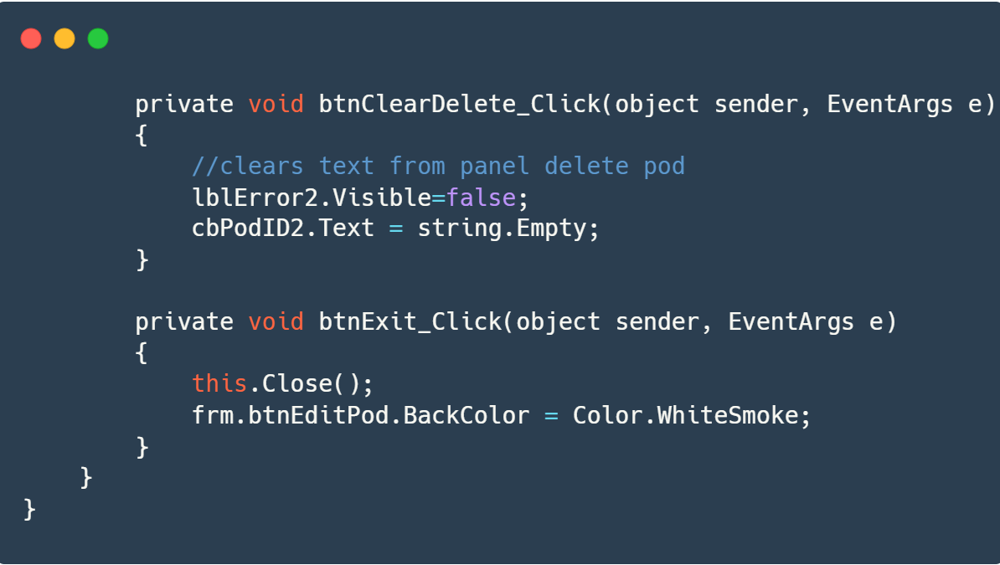 private void btnClearDelete_Click(object sender, EventArgs e)
{
//clears text from panel delete pod
lblError2.Visible=false;
cbPodID2.Text = string.Empty;
}
private void btnExit_Click(object sender, EventArgs e)
{
this.Close();
frm.btnEditPod.BackColor = Color.WhiteSmoke;
}
}
}